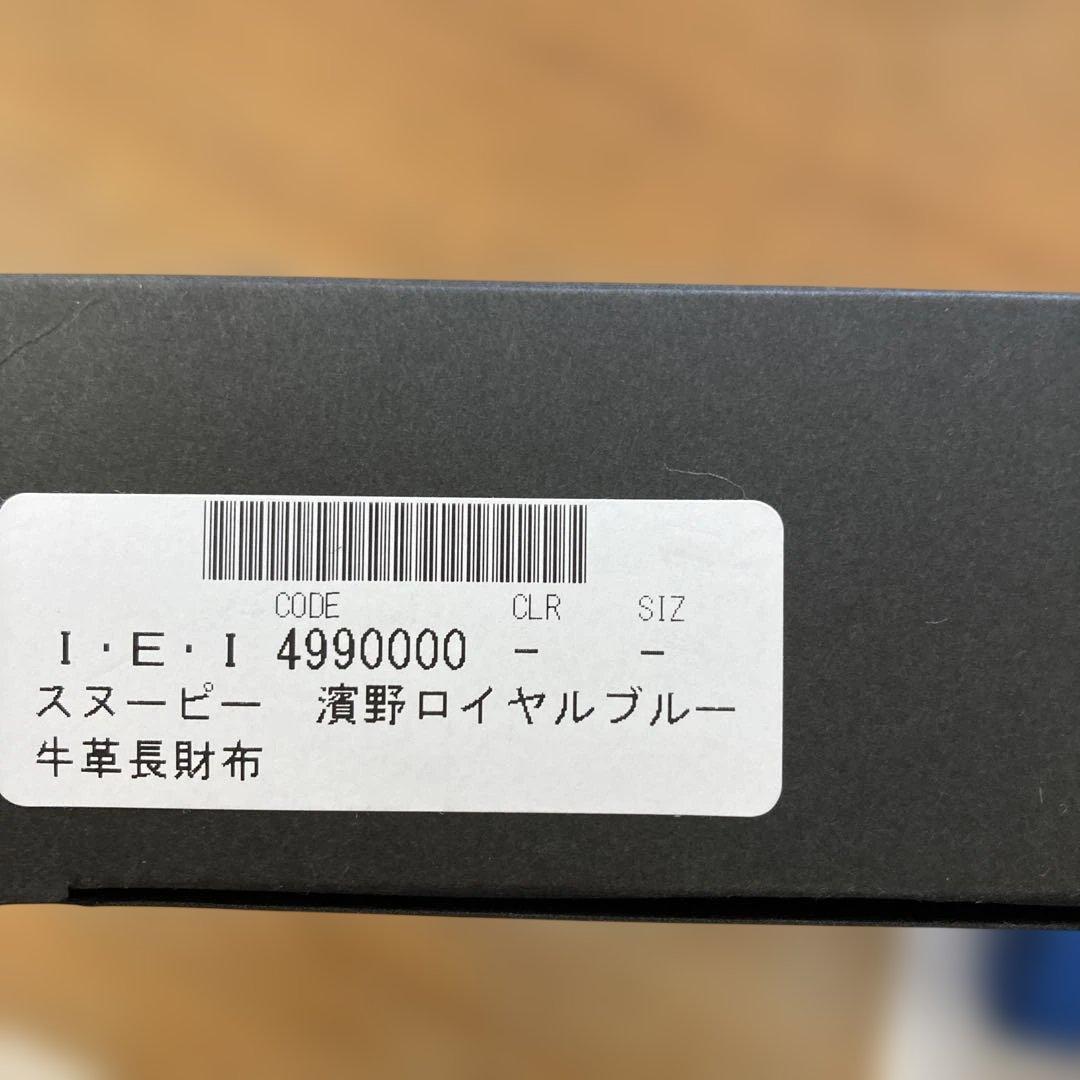 CODE CLR SIZ
I・E・I 4990000 - -
スヌーピー 濱野ロイヤルブルー
牛革長財布